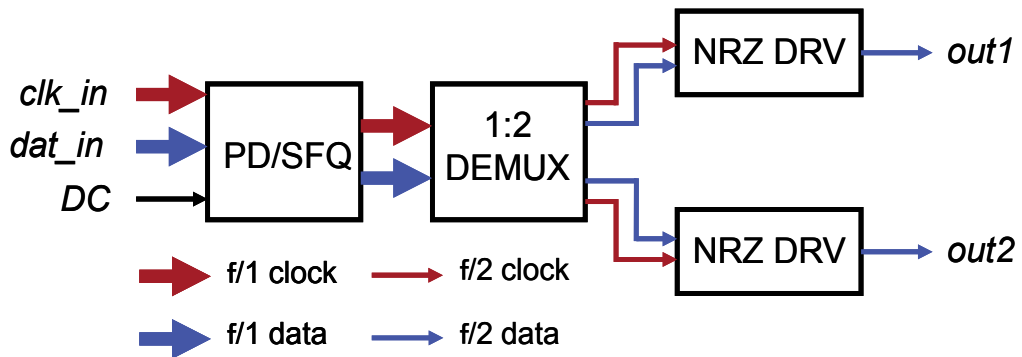 clk_in
dat_in
DC
PD/SFQ
1:2
DEMUX
NRZ DRV
out1
NRZ DRV
out2
f/1 clock
f/2 clock
f/1 data
f/2 data